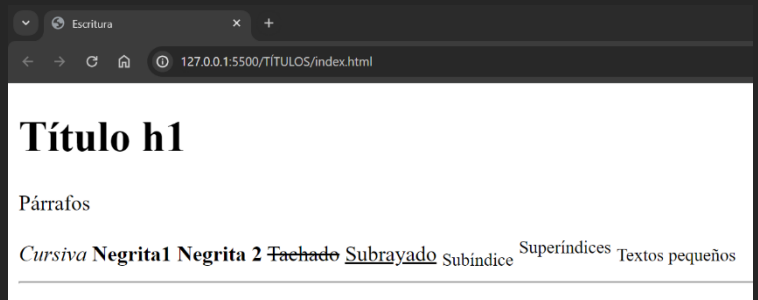 Escritura
127.0.0.1:5500/TÍTULOS/index.html
Título h1
Párrafos
Cursiva Negrita1 Negrita 2 Tachado Subrayado Subíndice Superíndices Textos pequeños